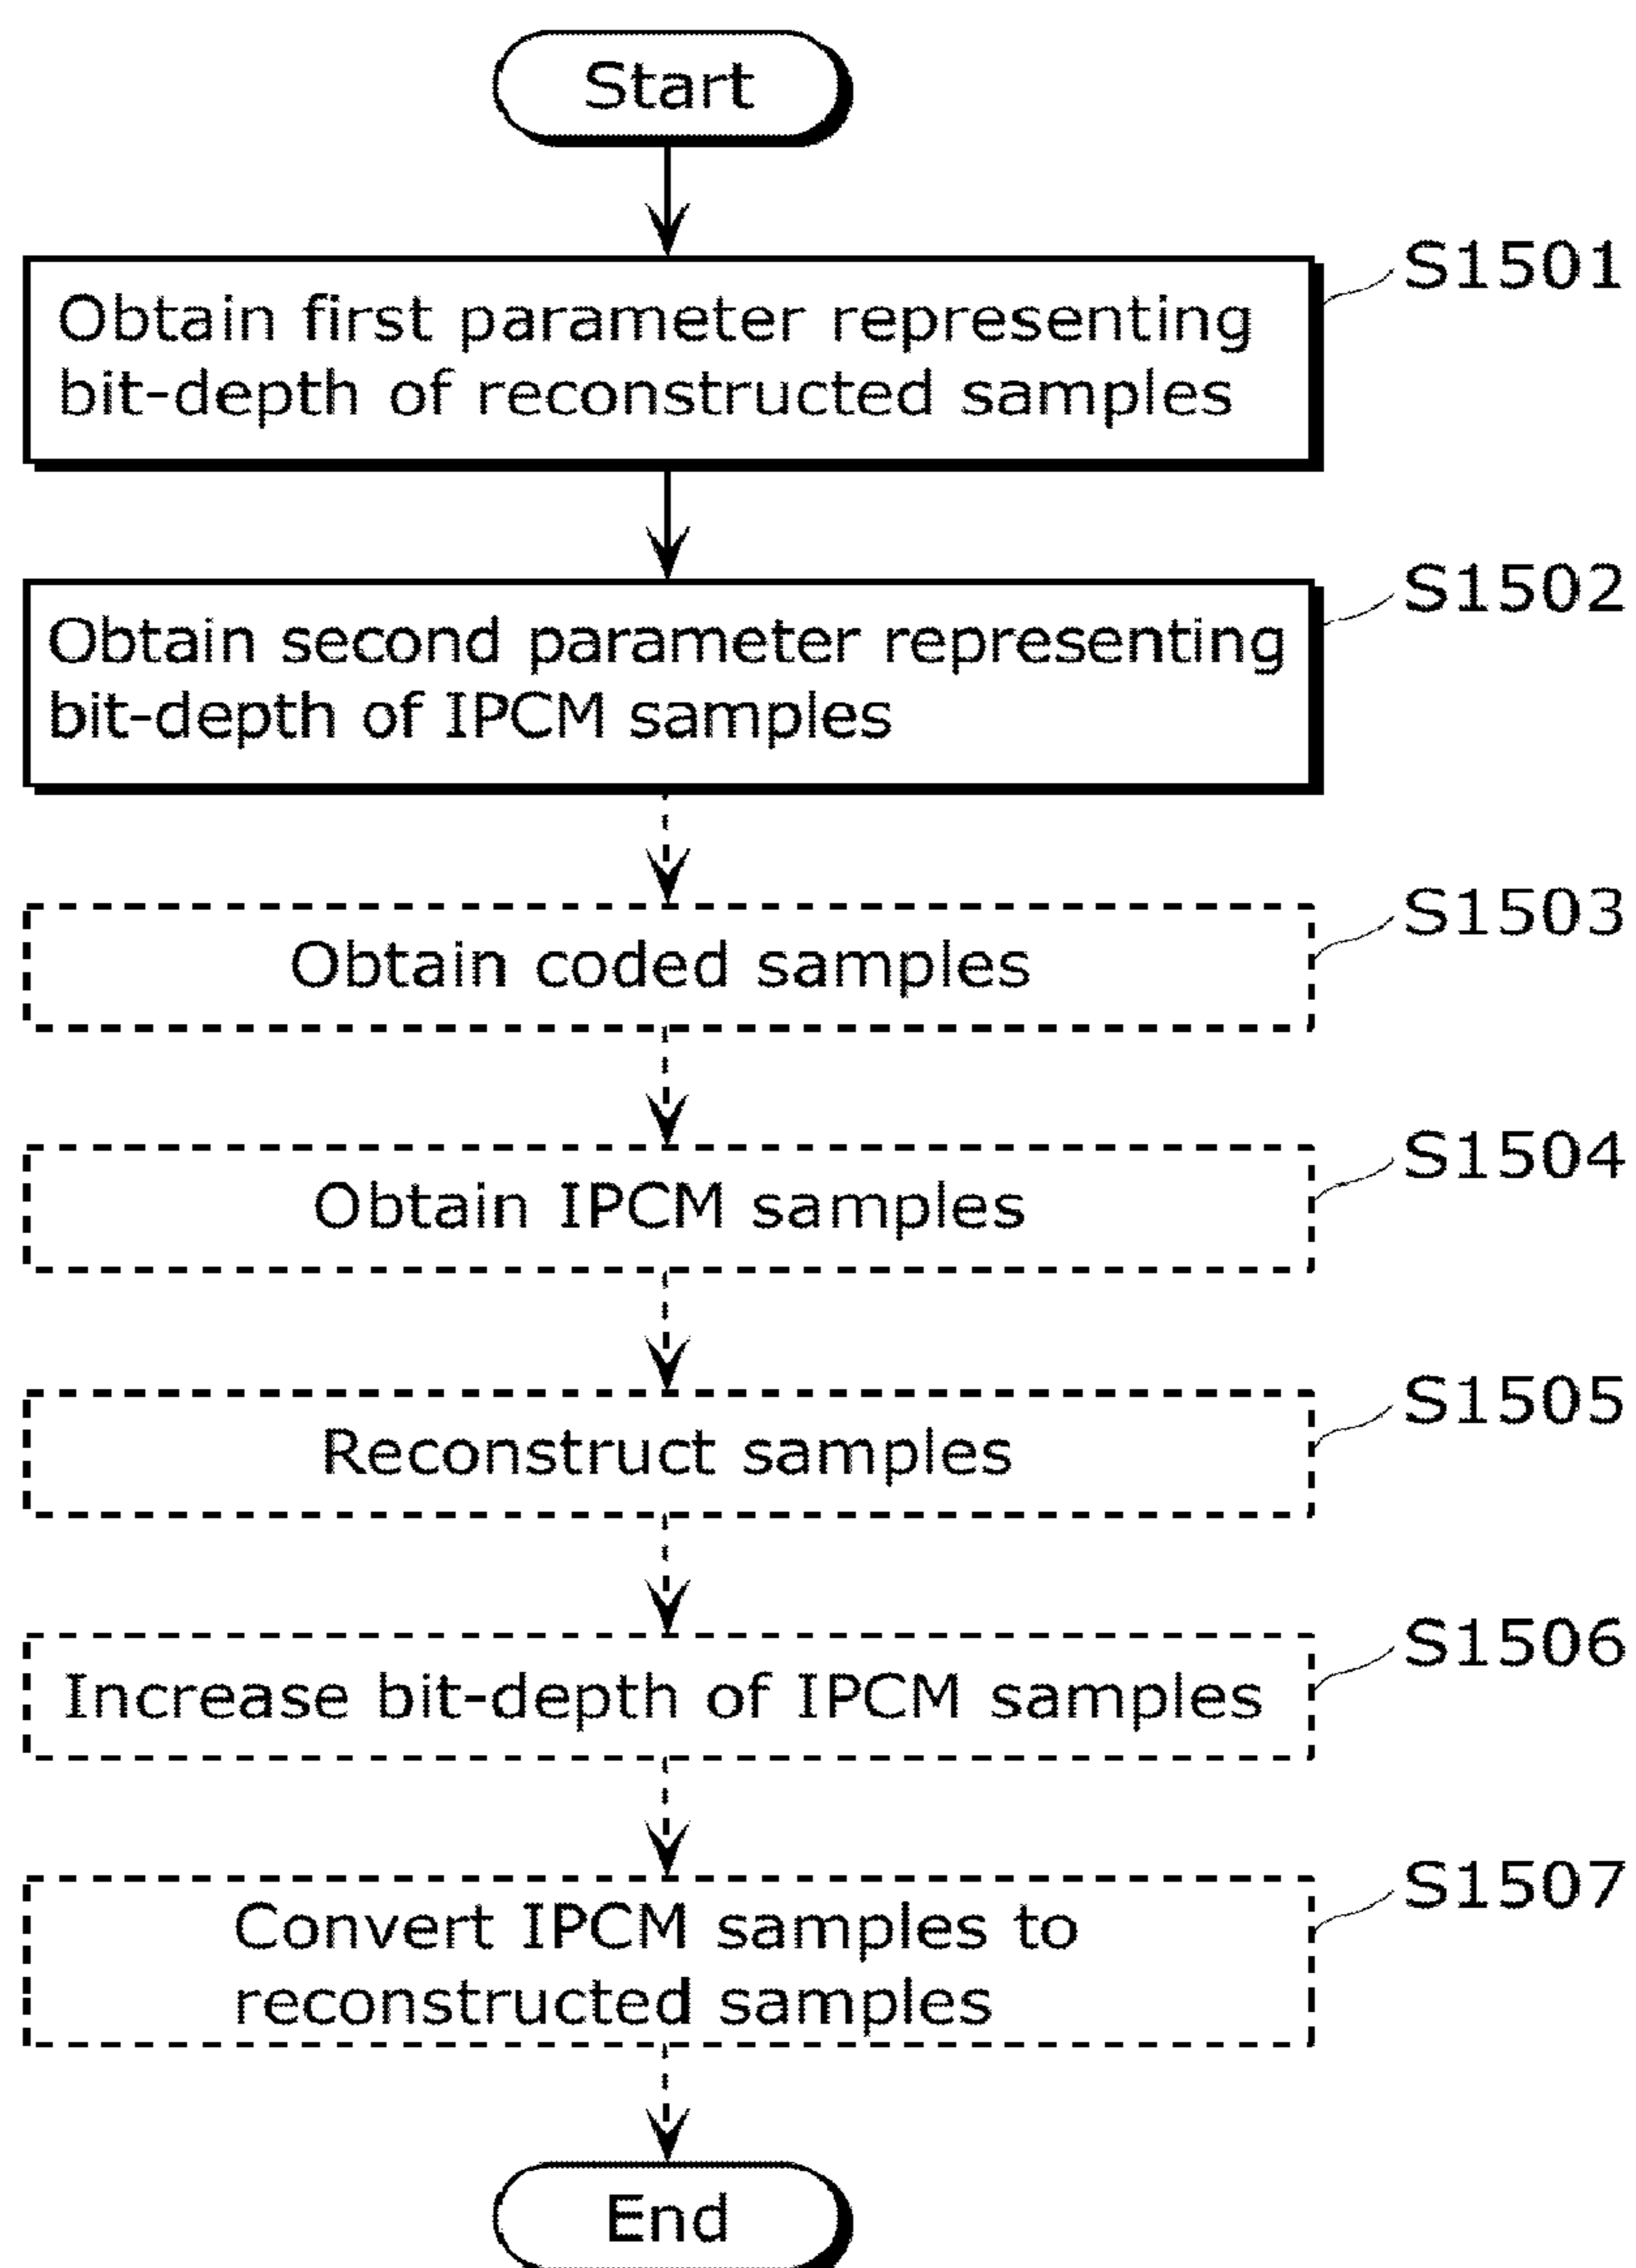 Start
S1501
Obtain first parameter representing
bit-depth of reconstructed samples
S1502
Obtain second parameter representing
bit-depth of IPCM samples
S1503
Obtain coded samples
S1504
Obtain IPCM samples
S1505
Reconstruct samples
S1506
Increase bit-depth of IPCM samples
S1507
Convert IPCM samples to
reconstructed samples
End